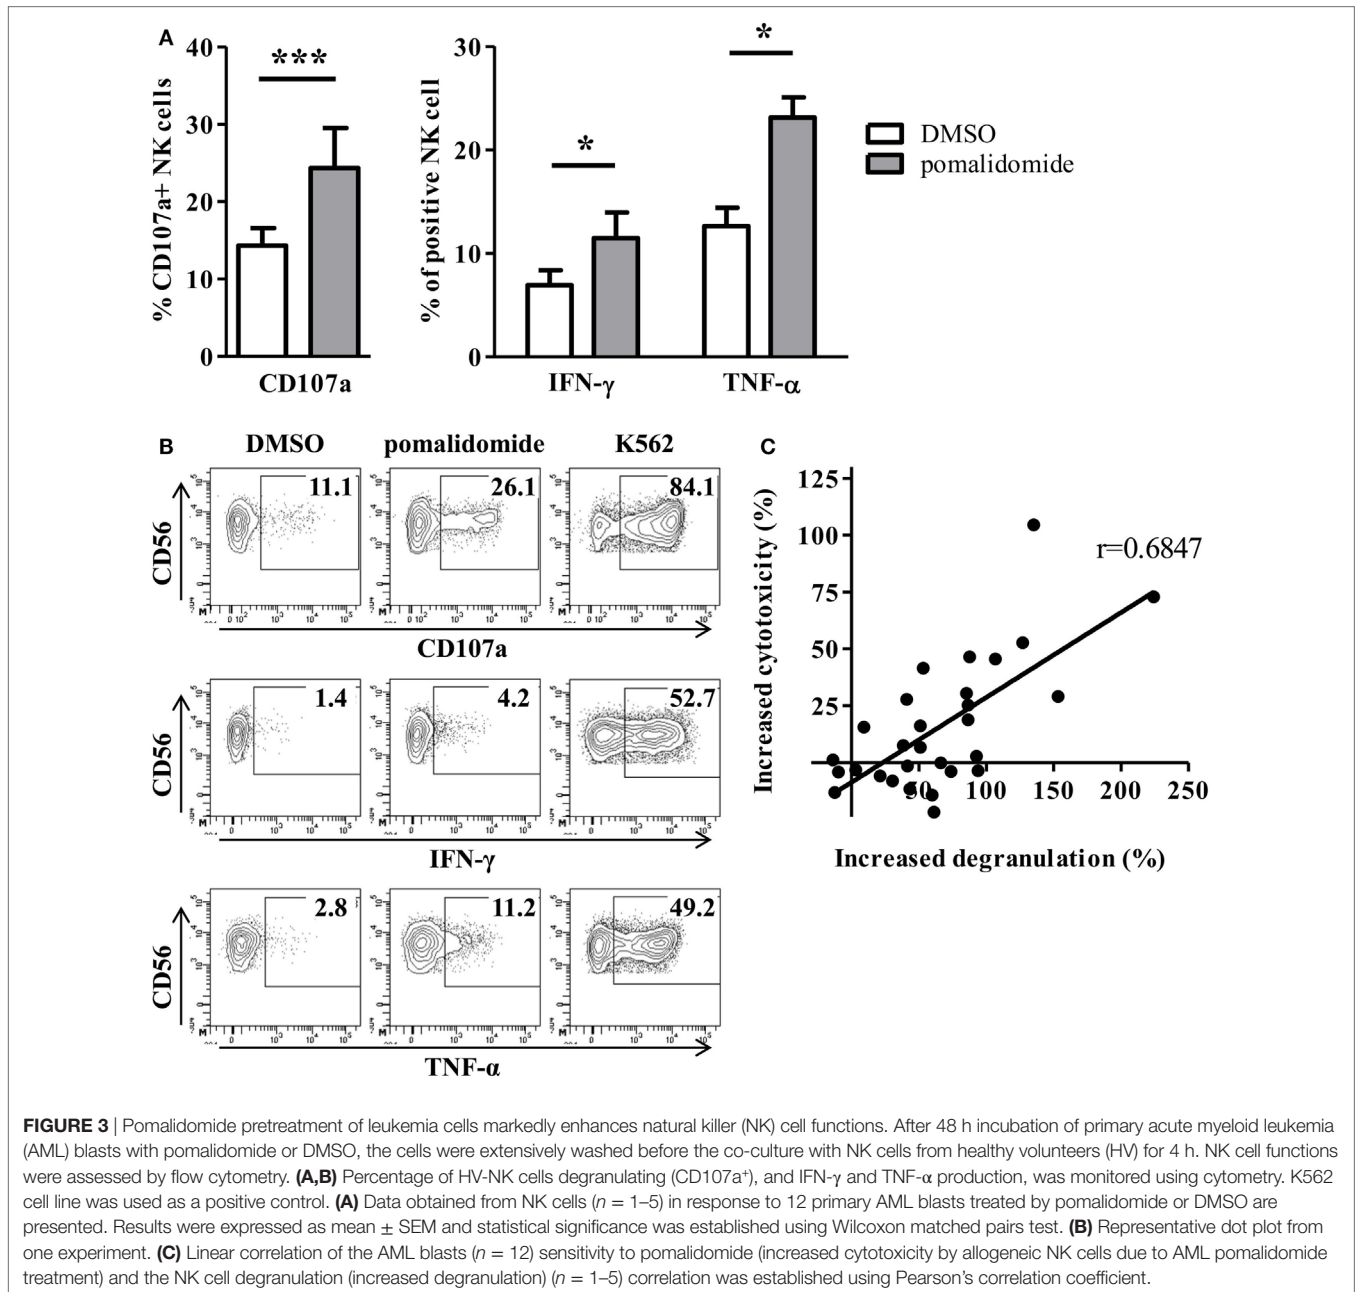 A
40
30
20
10
0
% CD107a+ NK cells
***
CD107a
30
20
10
0
% of positive NK cell
*
*
IFN-γ
TNF-α
DMSO
pomalidomide
B
DMSO
pomalidomide
K562
11.1
26.1
84.1
CD56
CD107a
1.4
4.2
52.7
CD56
IFN-γ
2.8
11.2
49.2
CD56
TNF-α
C
125
100
75
50
25
Increased cytotoxicity (%)
r=0.6847
50 100 150 200 250
Increased degranulation (%)
FIGURE 3 | Pomalidomide pretreatment of leukemia cells markedly enhances natural killer (NK) cell functions. After 48 h incubation of primary acute myeloid leukemia
(AML) blasts with pomalidomide or DMSO, the cells were extensively washed before the co-culture with NK cells from healthy volunteers (HV) for 4 h. NK cell functions
were assessed by flow cytometry. (A,B) Percentage of HV-NK cells degranulating (CD107a⁺), and IFN-γ and TNF-α production, was monitored using cytometry. K562
cell line was used as a positive control. (A) Data obtained from NK cells (n = 1–5) in response to 12 primary AML blasts treated by pomalidomide or DMSO are
presented. Results were expressed as mean ± SEM and statistical significance was established using Wilcoxon matched pairs test. (B) Representative dot plot from
one experiment. (C) Linear correlation of the AML blasts (n = 12) sensitivity to pomalidomide (increased cytotoxicity by allogeneic NK cells due to AML pomalidomide
treatment) and the NK cell degranulation (increased degranulation) (n = 1–5) correlation was established using Pearson's correlation coefficient.